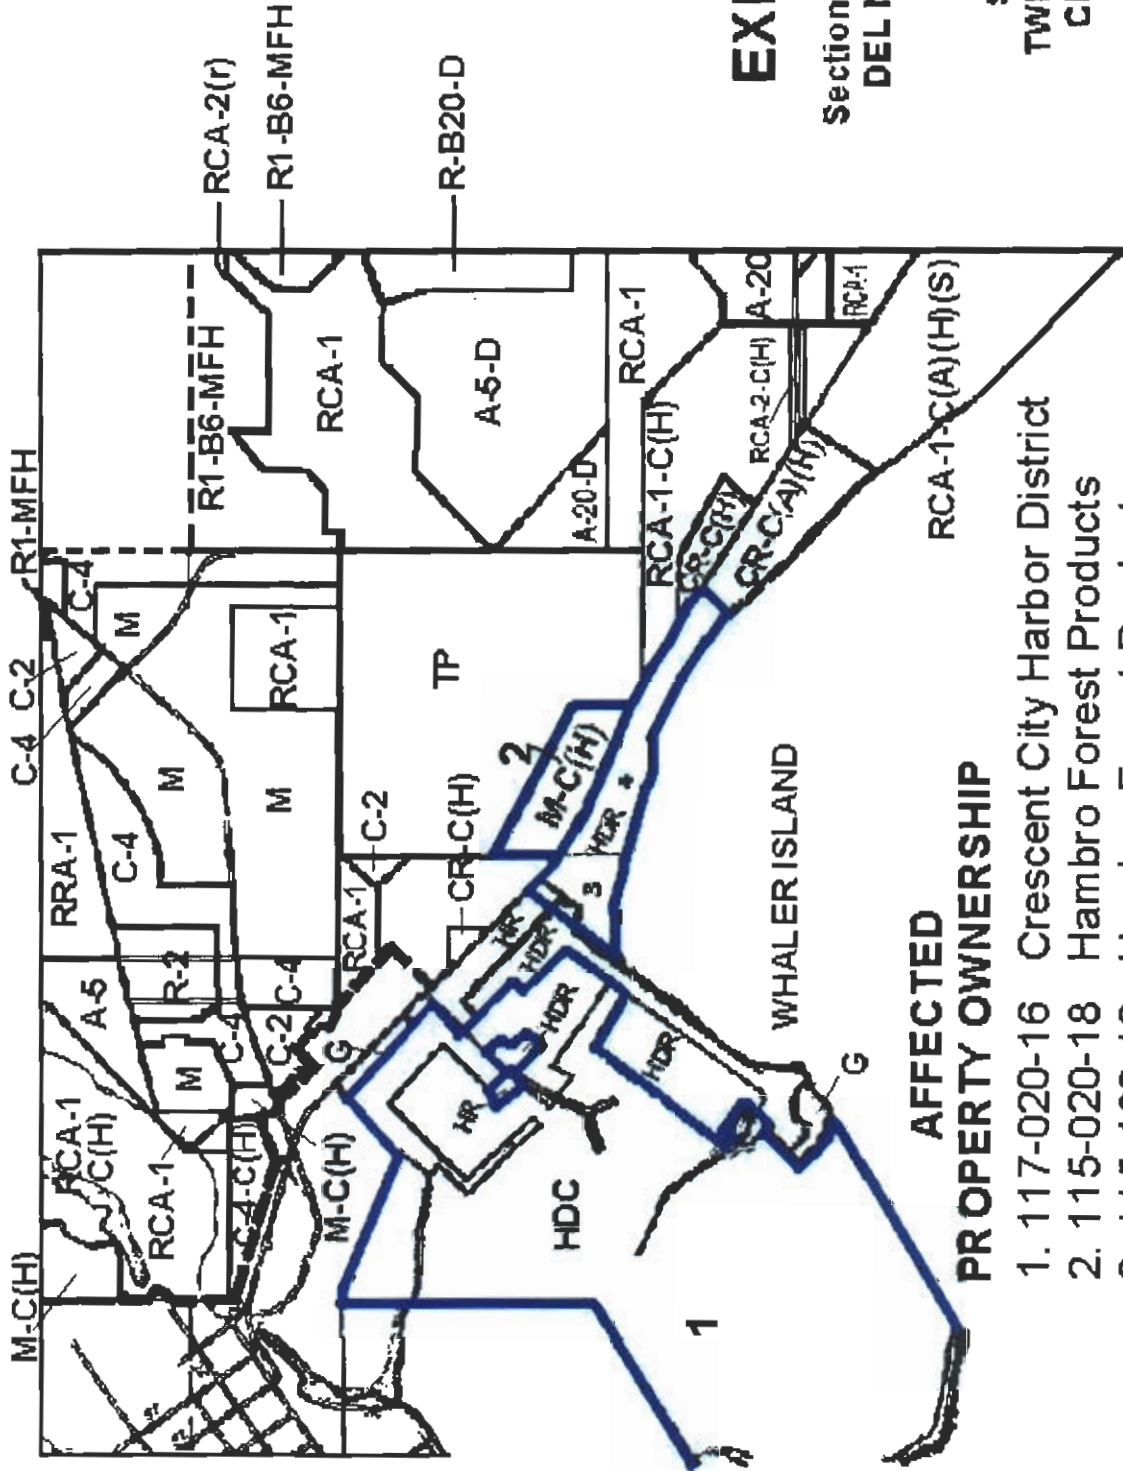 M-C(H)
C-4
C-2
R1-MFH
RCA-1
C(H)
A-5
RRA-1
C-4
M
C-4
RCA-2(r)
R1-B6-MFH
RCA-1
M
R-2
C-4
M
R1-B6-MFH
C-4-C(H)
C-2
C-4
M
RCA-1
RCA-1
R-B20-D
M-C(H)
G
RCA-1
C-2
TP
A-5-D
CR-C(H)
HR
HR
HDR
HDR
2
M-C(H)
A-20-D
RCA-1
HDC
HDR
3
HDR 4
RCA-1-C(H)
CR-C(H)
RCA-2-C(H)
A-20
1
CR-C(A)(H)
RCA-1
WHALER ISLAND
G
RCA-1-C(A)(H)(S)
EX
Section
DEL
TW
AFFECTED
PROPERTY OWNERSHIP
1. 117-020-16 Crescent City Harbor District
2. 115-020-18 Hambro Forest Products